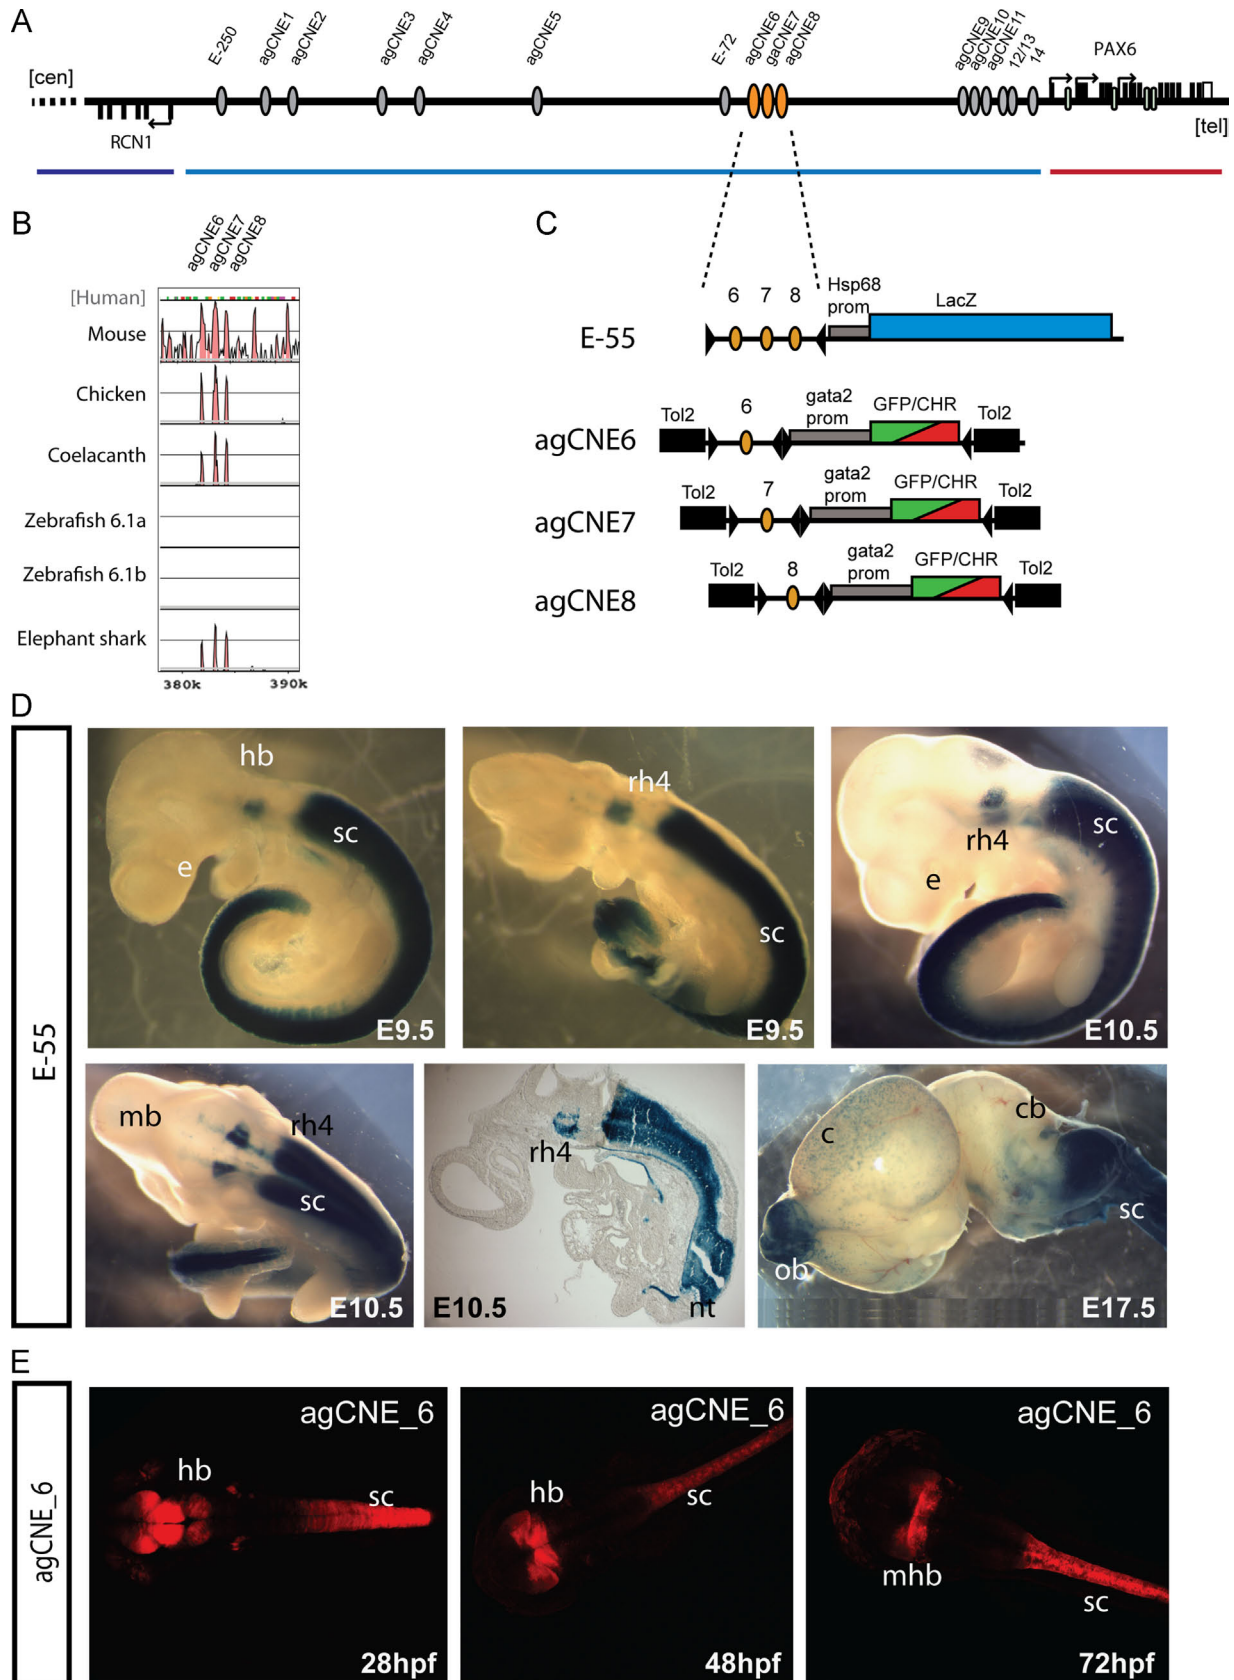 A
E-250
agCNE1
agCNE2
agCNE3
agCNE4
agCNE5
E-72
agCNE6
gaCNE7
agCNE8
agCNE9
agCNE10
agCNE11
12/13
14
PAX6
[cen]
RCN1
[tel]
B
agCNE6
agCNE7
agCNE8
[Human]
Mouse
Chicken
Coelacanth
Zebrafish 6.1a
Zebrafish 6.1b
Elephant shark
380k 390k
C
E-55
6 7 8
Hsp68 prom
LacZ
agCNE6
Tol2
6
gata2 prom
GFP/CHR
Tol2
agCNE7
Tol2
7
gata2 prom
GFP/CHR
Tol2
agCNE8
Tol2
8
gata2 prom
GFP/CHR
Tol2
D
E-55
hb
sc
e
E9.5
rh4
sc
E9.5
rh4
sc
e
E10.5
mb
rh4
sc
E10.5
rh4
nt
E10.5
c
cb
sc
ob
E17.5
E
agCNE_6
agCNE_6
hb
sc
28hpf
agCNE_6
hb
sc
48hpf
agCNE_6
mhb
sc
72hpf